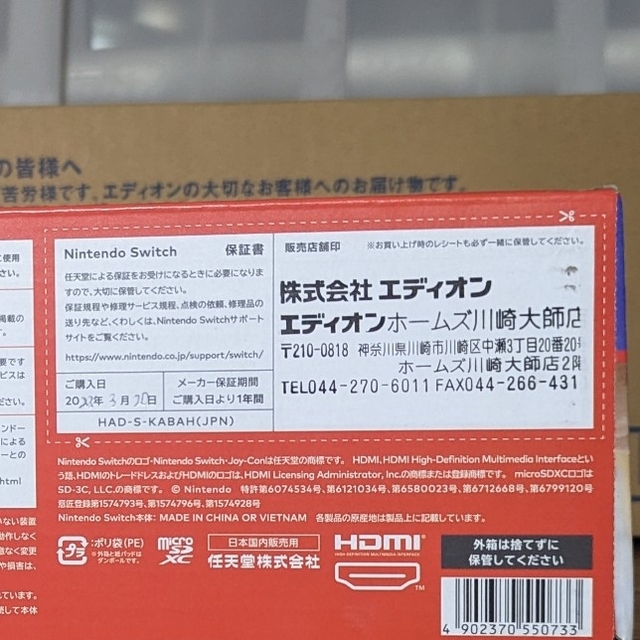 の皆様へ
苦労様です。エディオンの大切なお客様へのお届け物です。
Nintendo Switch 保証書
任天堂による保証をお受けになるときに必要になりま
すので、大切に保管してください。
保証規程や修理サービス規程、点検の依頼、修理品の
送り先など、くわしくは、Nintendo Switchサポート
サイトをご覧ください。
https://www.nintendo.co.jp/support/switch/
ご購入日
年3月20日
メーカー保証期間
ご購入日より1年間
HAD-S-KABAH(JPN)
販売店舗印 ※お買い上げ時のレシートも必ず一緒に保管してください。
株式会社 エディオン
エディオンホームズ川崎大師店
〒210-0818 神奈川県川崎市川崎区中瀬3丁目20番20
ホームズ川崎大師店2階
TEL044-270-6011 FAX044-266-431
Nintendo Switchのロゴ・Nintendo Switch・Joy-Conは任天堂の商標です。 HDMI、HDMI High-Definition Multimedia Interfaceとい
う語、HDMIのトレードドレスおよびHDMIのロゴは、HDMI Licensing Administrator, Inc.の商標または登録商標です。 microSDXCロゴは
SD-3C, LLC.の商標です。 © Nintendo 特許第6074534号、第6121034号、第6580023号、第6712668号、第6799120号
意匠登録第1574793号、第1574796号、第1574928号
Nintendo Switch本体: MADE IN CHINA OR VIETNAM 各製品の原産地は製品上に記載しています。
プラ
:ポリ袋(PE)
※外箱と紙パッドは
ダンボールです。
micro SD XC
日本国内販売用
任天堂株式会社
HDMI
HIGH-DEFINITION MULTIMEDIA INTERFACE
TM
外箱は捨てずに
保管してください
4 902370 550733